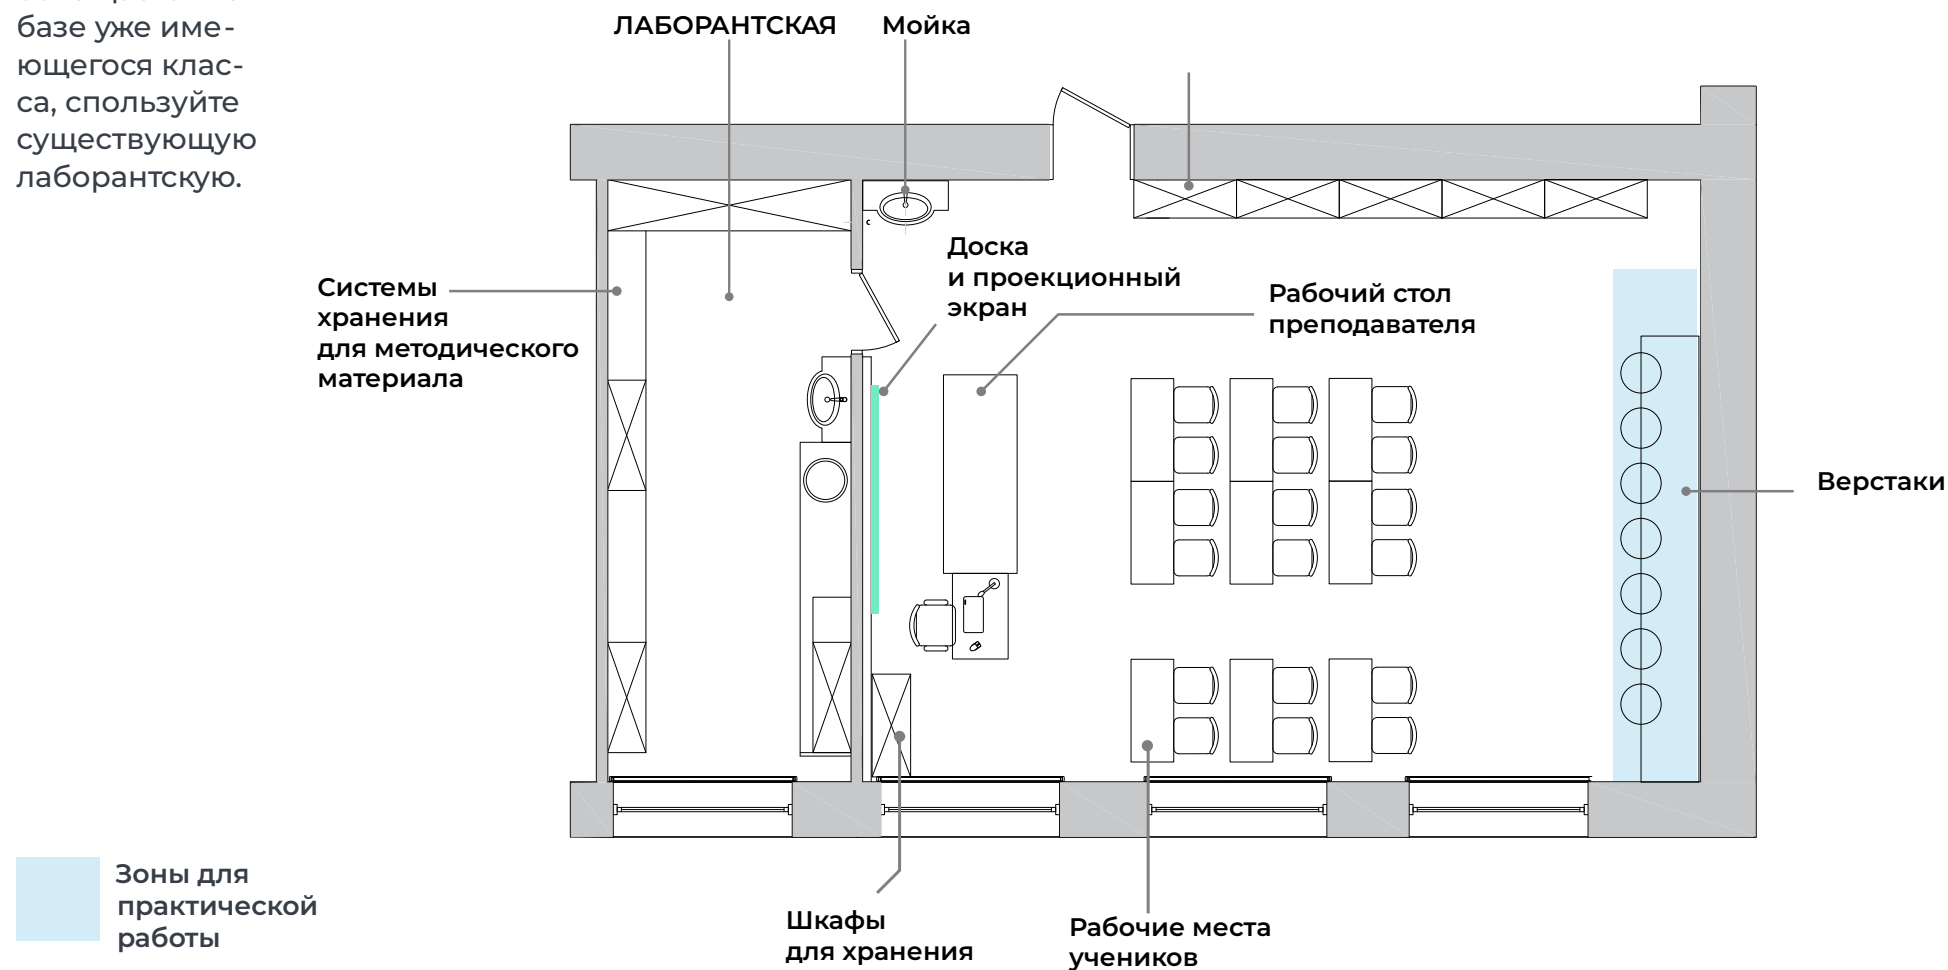 базе уже име-
ющегося клас-
са, спользуйте
существующую
лаборантскую.
ЛАБОРАНТСКАЯ
Мойка
Доска
и проекционный
экран
Рабочий стол
преподавателя
Системы
хранения
для методического
материала
Верстаки
Зоны для
практической
работы
Шкафы
для хранения
Рабочие места
учеников